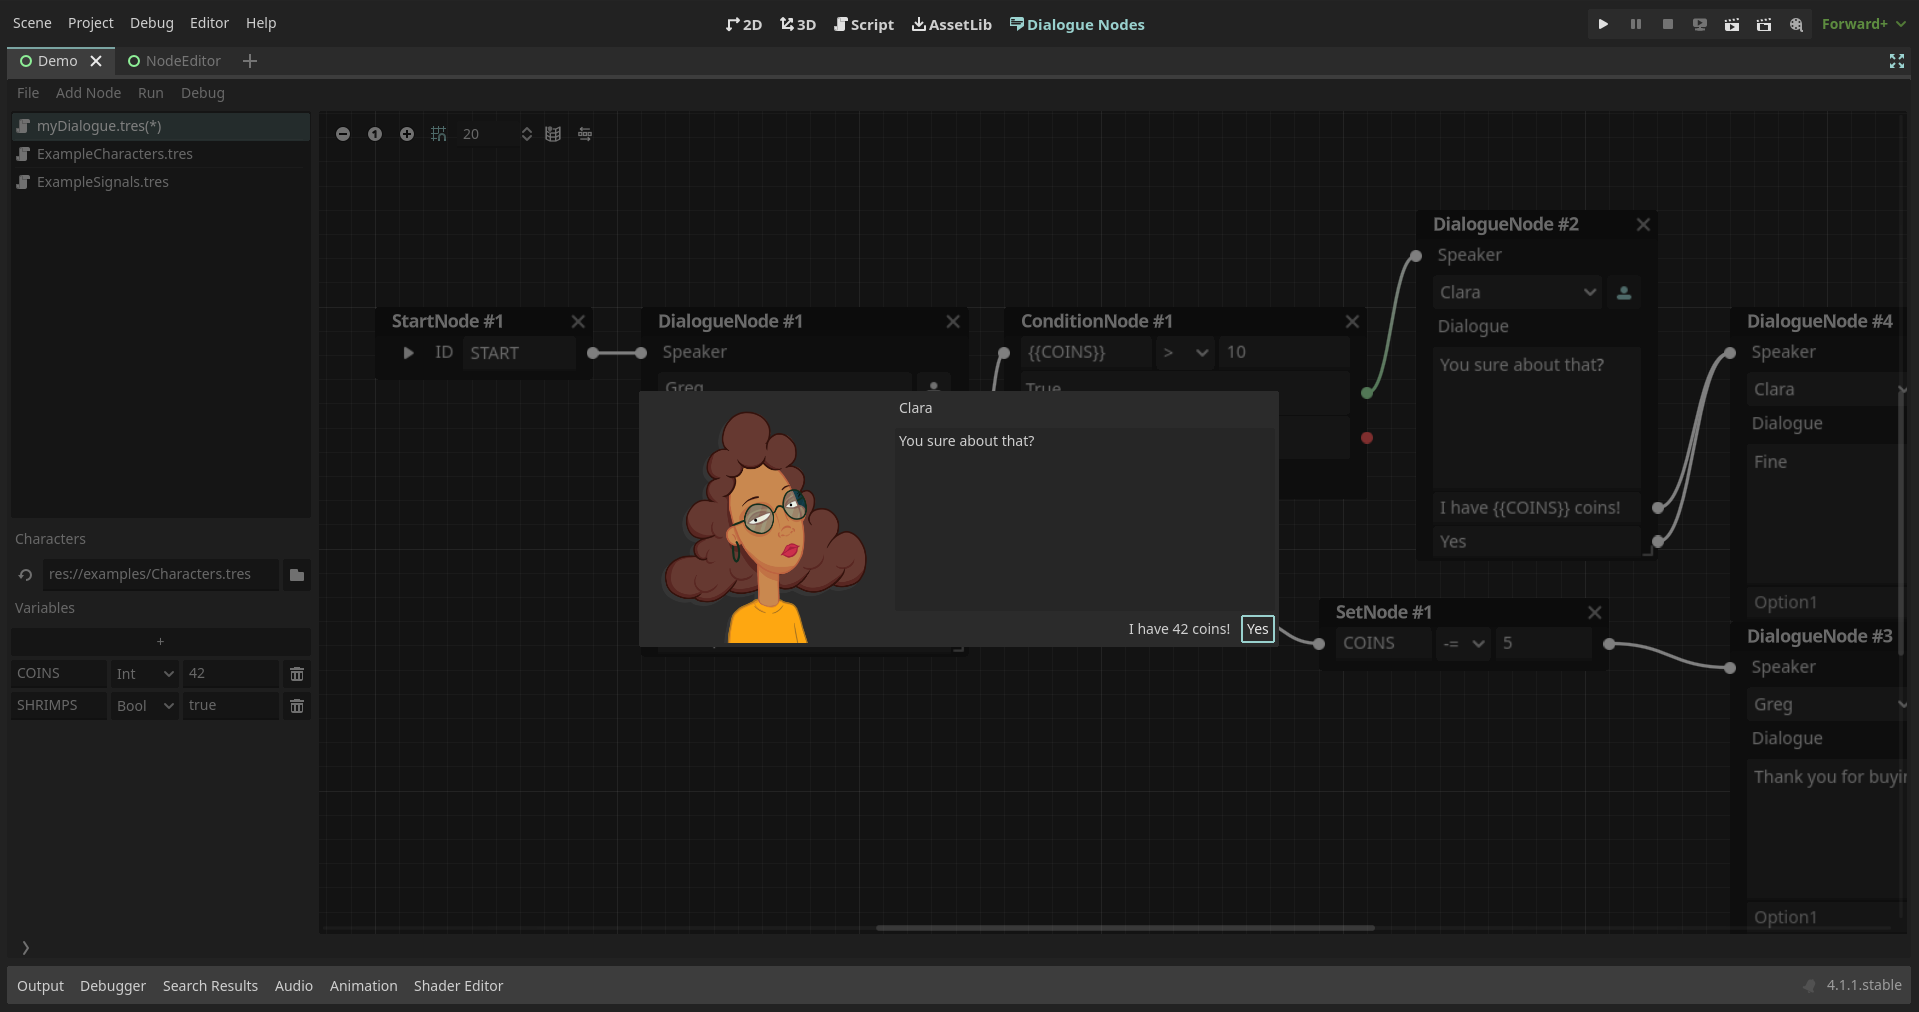 Scene Project Debug Editor Help
2D 3D Script AssetLib Dialogue Nodes
Forward+
Demo NodeEditor
File Add Node Run Debug
myDialogue.tres(*)
ExampleCharacters.tres
ExampleSignals.tres
1 20
Characters
res://examples/Characters.tres
Variables
+
COINS Int 42
SHRIMPS Bool true
StartNode #1
ID START
DialogueNode #1
Speaker
Greg
ConditionNode #1
{{COINS}} > 10
True
DialogueNode #2
Speaker
Clara
Dialogue
You sure about that?
I have {{COINS}} coins!
Yes
Clara
You sure about that?
I have 42 coins! Yes
SetNode #1
COINS -= 5
DialogueNode #4
Speaker
Clara
Dialogue
Fine
Option1
DialogueNode #3
Speaker
Greg
Dialogue
Thank you for
Option1
Output Debugger Search Results Audio Animation Shader Editor
4.1.1.stable